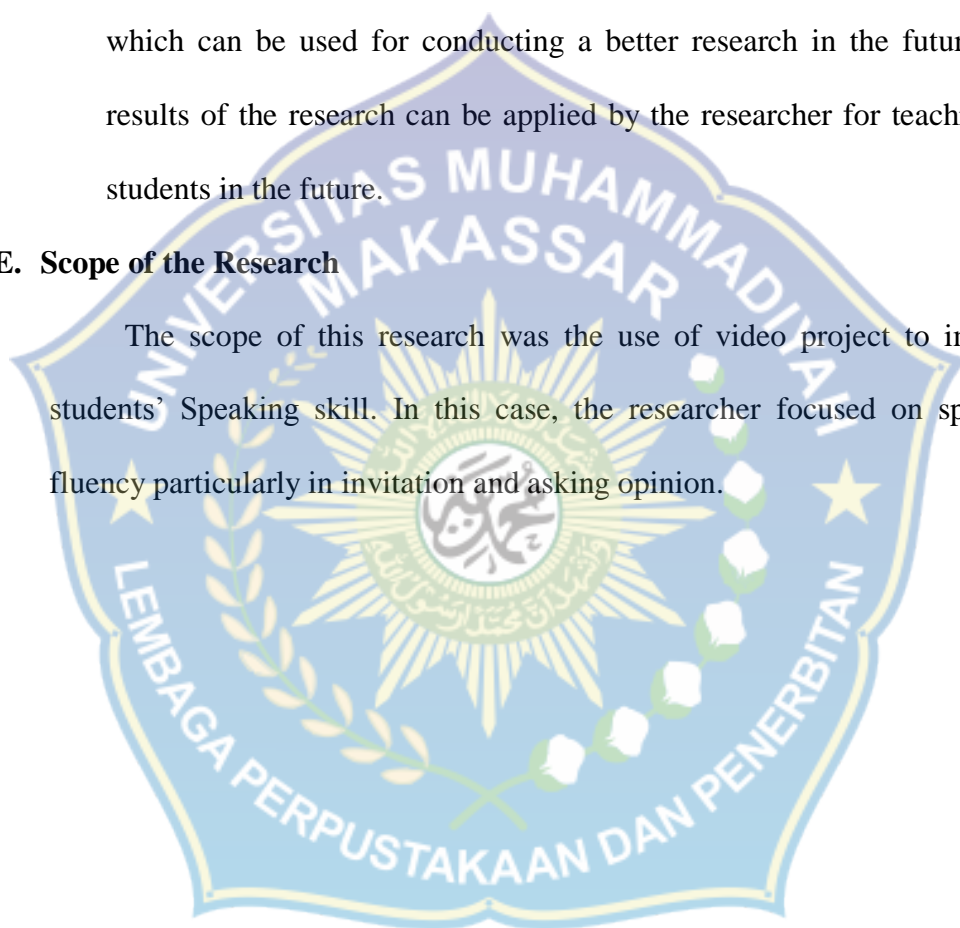 which can be used for conducting a better research in the futur
results of the research can be applied by the researcher for teach
students in the future.
E. Scope of the Research
The scope of this research was the use of video project to in
students' Speaking skill. In this case, the researcher focused on sp
fluency particularly in invitation and asking opinion.
UNIVERSITAS MUHAMMADIYAH
MAKASSAR
LEMBAGA PERPUSTAKAAN DAN PENERBITAN